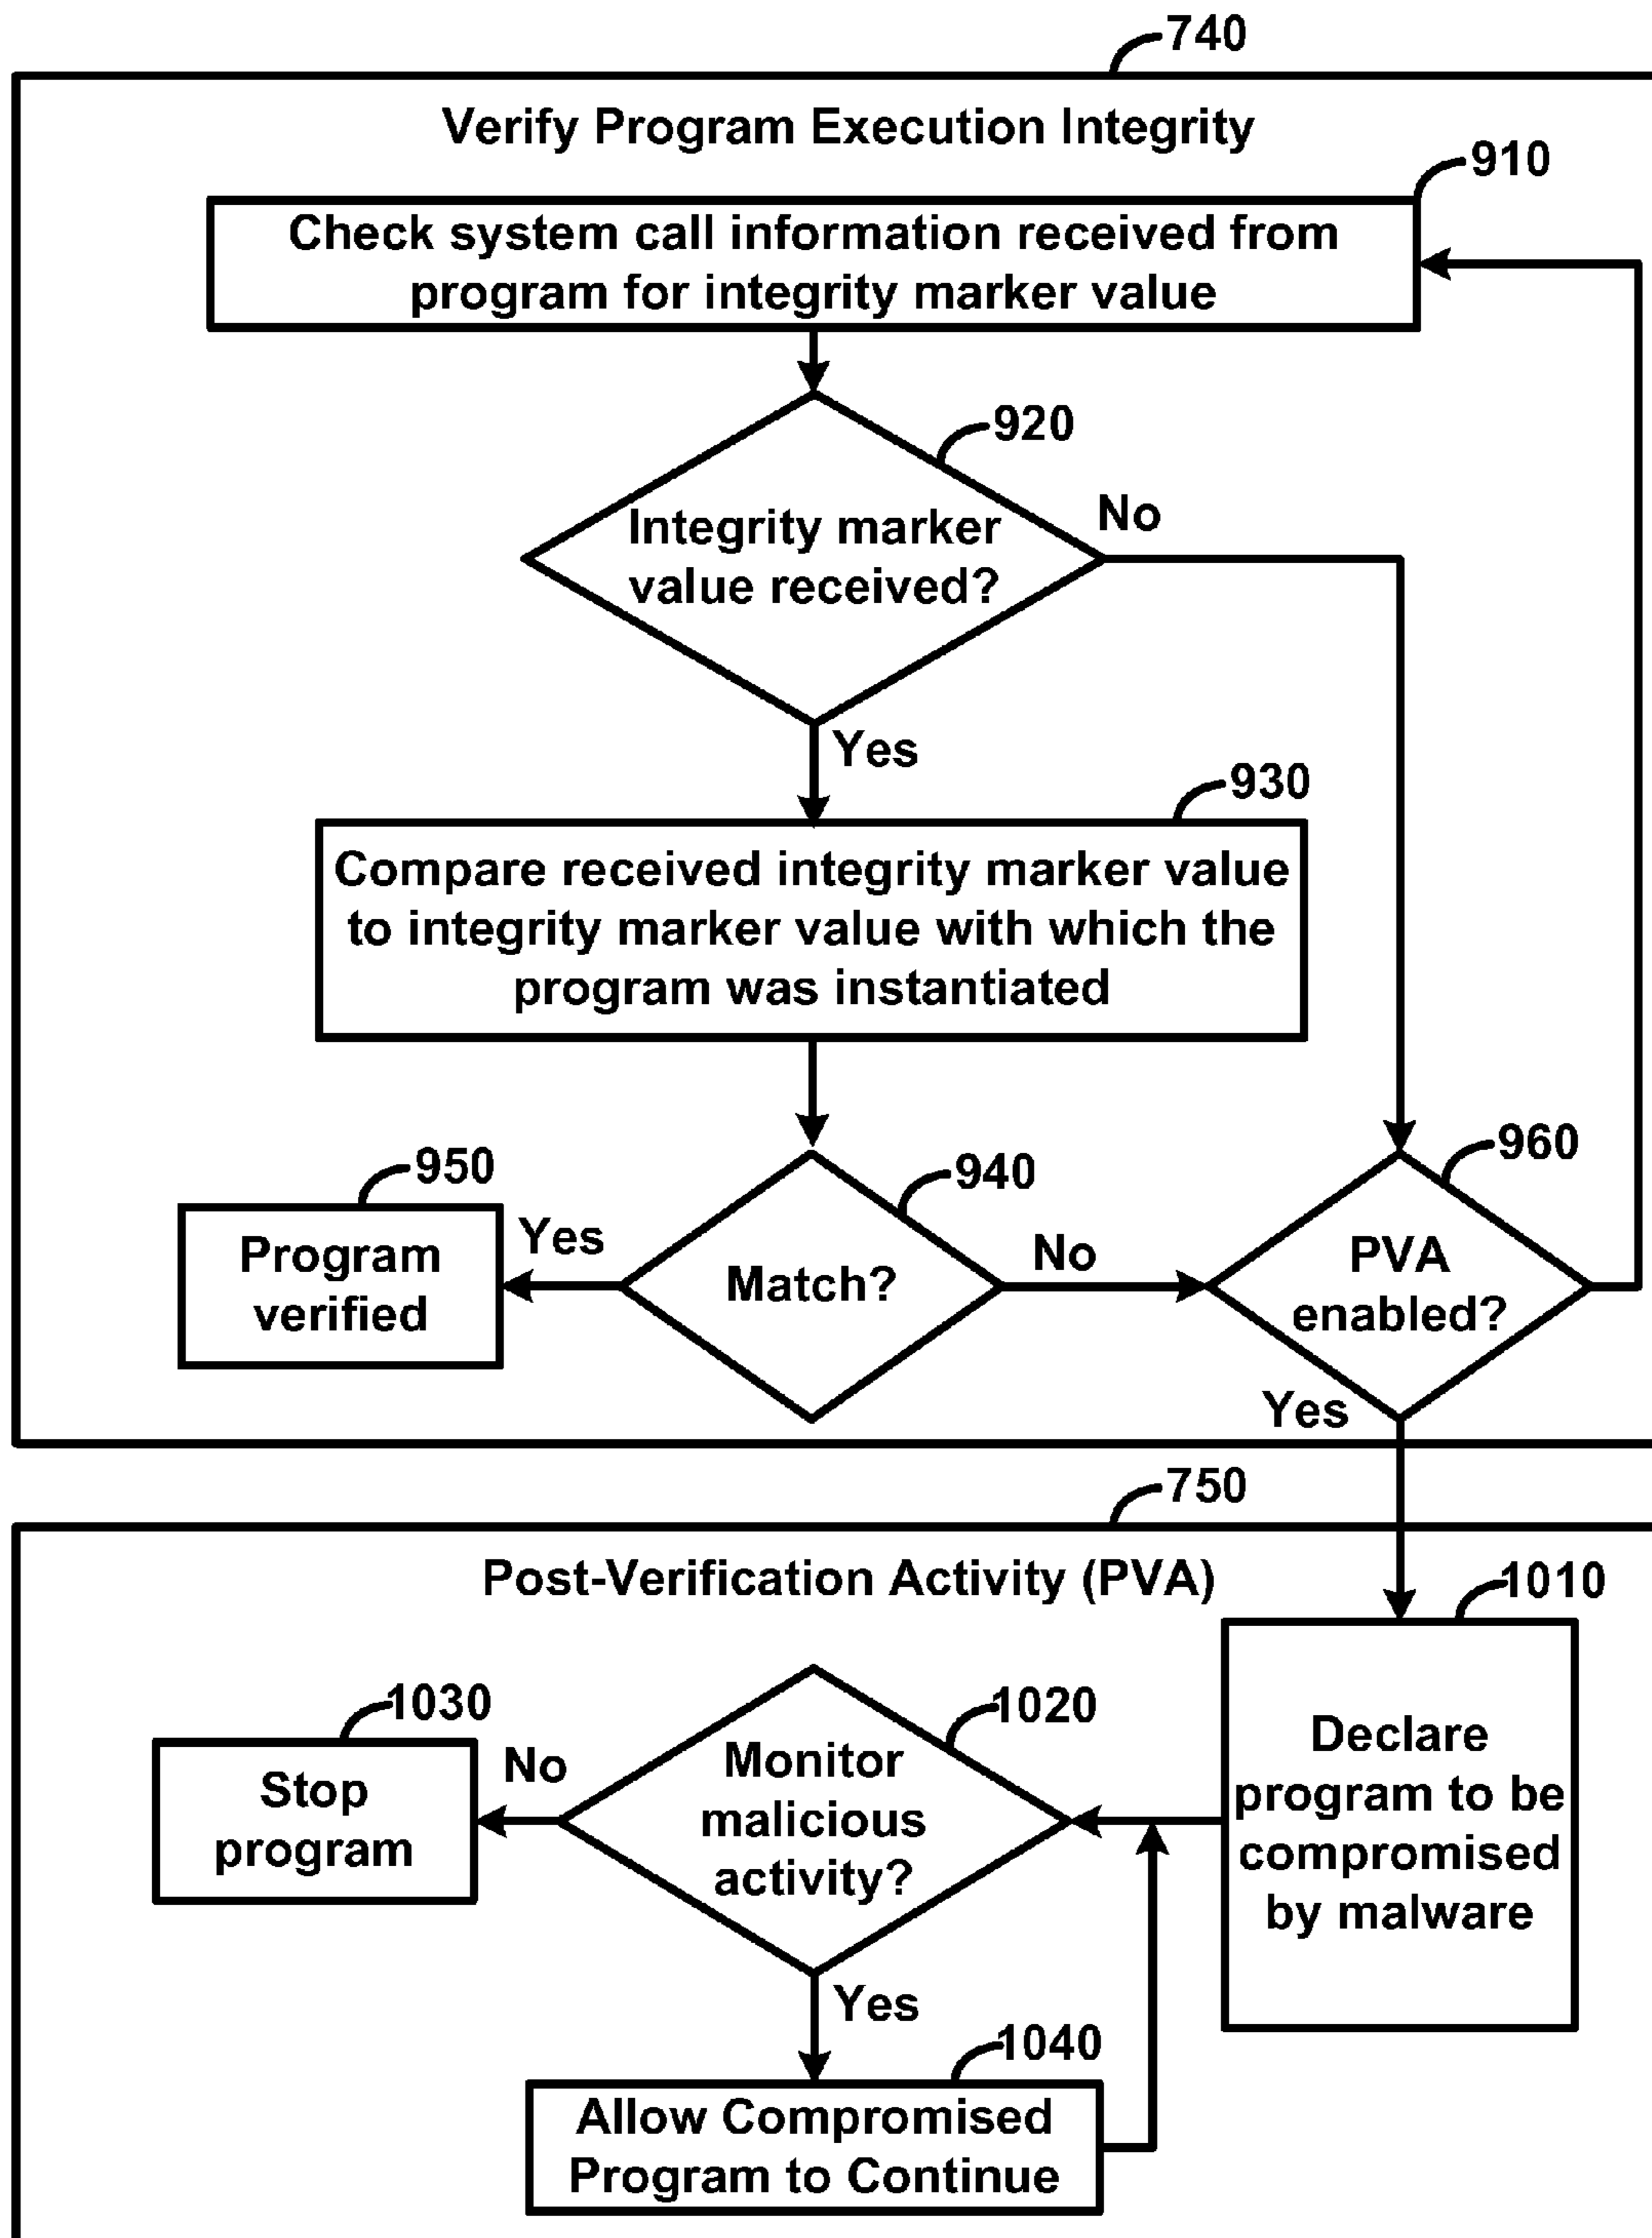 740
Verify Program Execution Integrity
910
Check system call information received from
program for integrity marker value
920
No
Integrity marker
value received?
Yes
930
Compare received integrity marker value
to integrity marker value with which the
program was instantiated
950
940
960
Program
verified
Yes
Match?
No
PVA
enabled?
Yes
750
Post-Verification Activity (PVA)
1010
1030
1020
Stop
program
No
Monitor
malicious
activity?
Declare
program to be
compromised
by malware
Yes
1040
Allow Compromised
Program to Continue